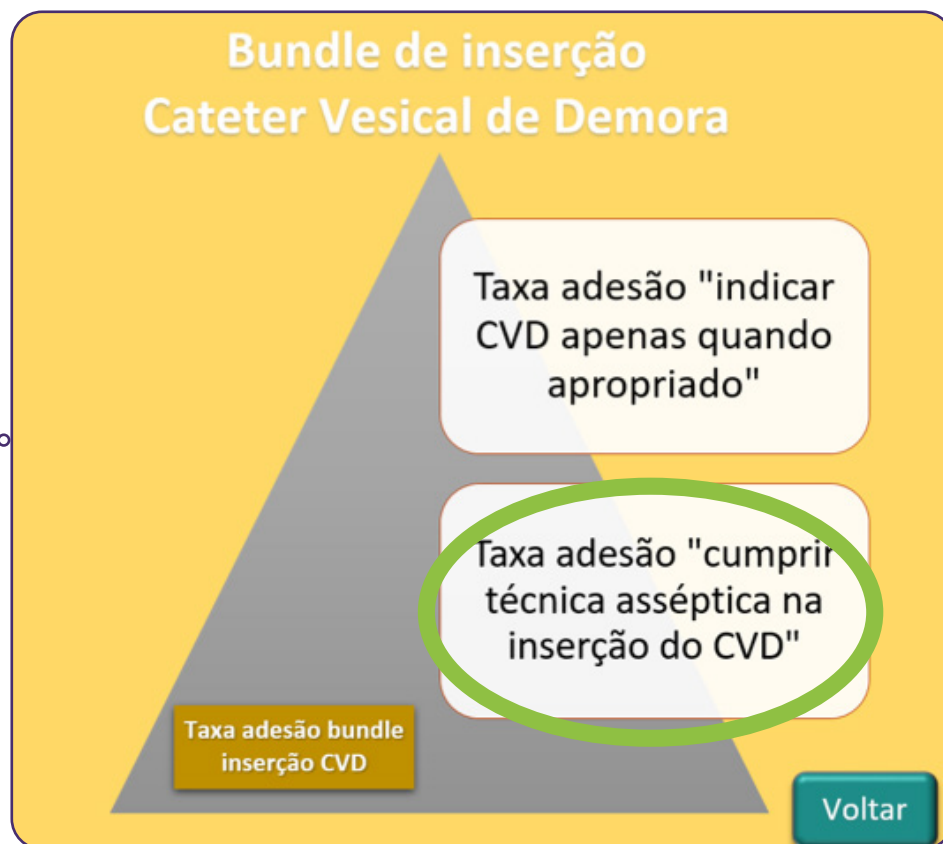 Bundle de inserção
Cateter Vesical de Demora
Taxa adesão "indicar
CVD apenas quando
apropriado"
Taxa adesão "cumprir
técnica asséptica na
inserção do CVD"
Taxa adesão bundle
inserção CVD
Voltar